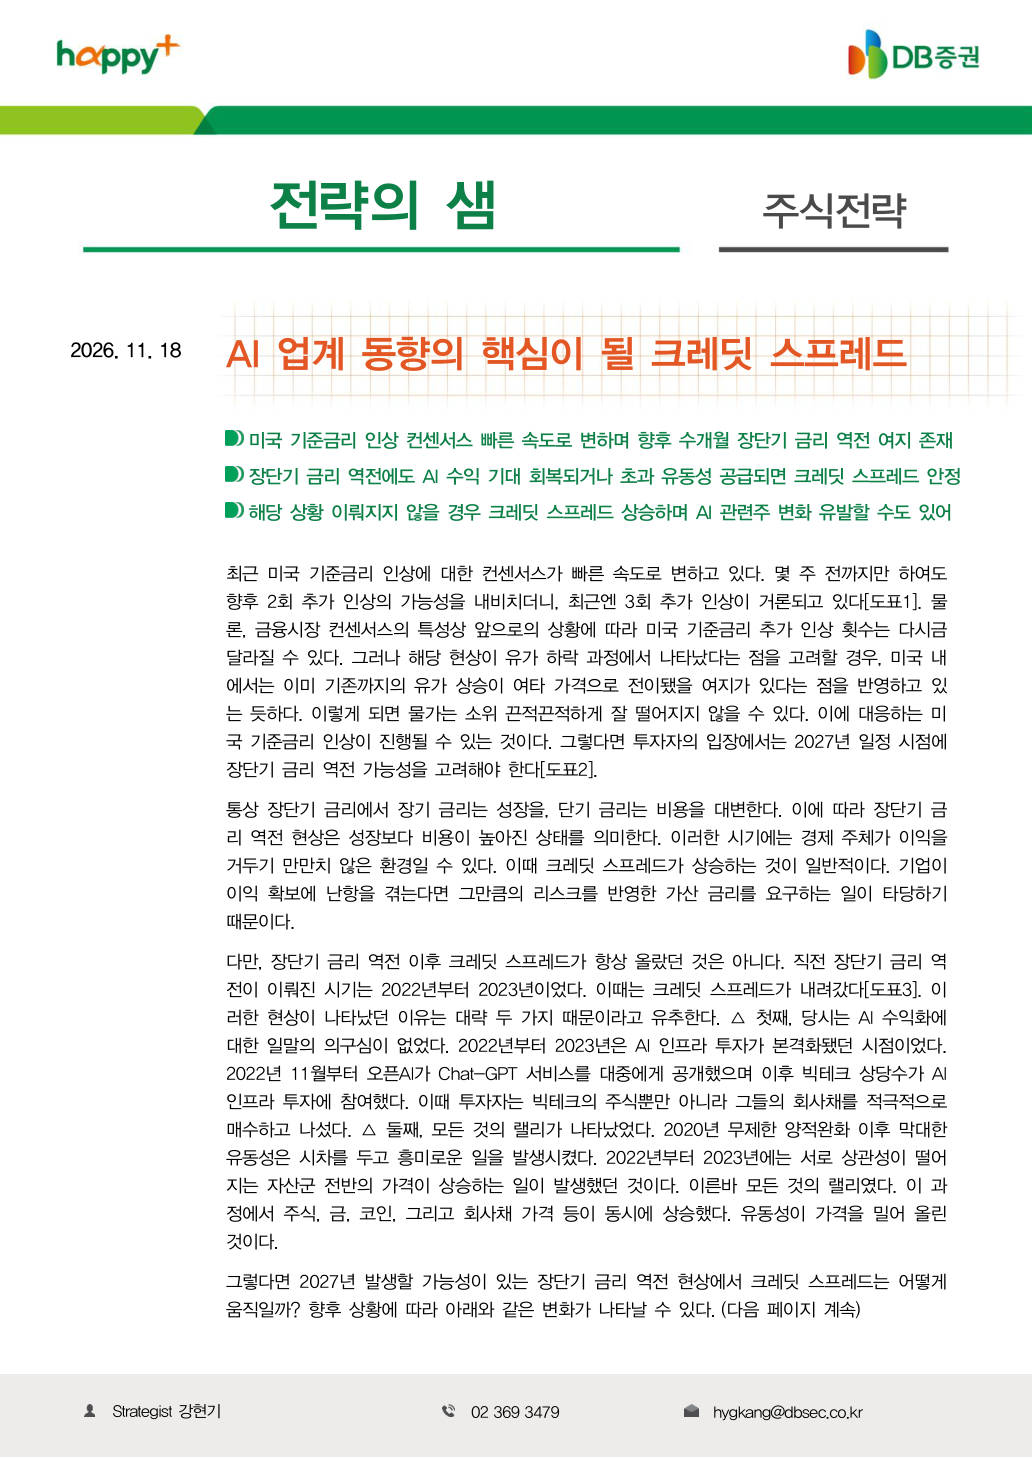 happy+
DB증권
전략의 샘
주식전략
2026. 11. 18
AI 업계 동향의 핵심이 될 크레딧 스프레드
미국 기준금리 인상 컨센서스 빠른 속도로 변하며 향후 수개월 장단기 금리 역전 여지 존재
장단기 금리 역전에도 AI 수익 기대 회복되거나 초과 유동성 공급되면 크레딧 스프레드 안정
해당 상황 이뤄지지 않을 경우 크레딧 스프레드 상승하며 AI 관련주 변화 유발할 수도 있어
최근 미국 기준금리 인상에 대한 컨센서스가 빠른 속도로 변하고 있다. 몇 주 전까지만 하여도
향후 2회 추가 인상의 가능성을 내비치더니, 최근엔 3회 추가 인상이 거론되고 있다[도표1]. 물
론, 금융시장 컨센서스의 특성상 앞으로의 상황에 따라 미국 기준금리 추가 인상 횟수는 다시금
달라질 수 있다. 그러나 해당 현상이 유가 하락 과정에서 나타났다는 점을 고려할 경우, 미국 내
에서는 이미 기존까지의 유가 상승이 여타 가격으로 전이됐을 여지가 있다는 점을 반영하고 있
는 듯하다. 이렇게 되면 물가는 소위 끈적끈적하게 잘 떨어지지 않을 수 있다. 이에 대응하는 미
국 기준금리 인상이 진행될 수 있는 것이다. 그렇다면 투자자의 입장에서는 2027년 일정 시점에
장단기 금리 역전 가능성을 고려해야 한다[도표2].
통상 장단기 금리에서 장기 금리는 성장을, 단기 금리는 비용을 대변한다. 이에 따라 장단기 금
리 역전 현상은 성장보다 비용이 높아진 상태를 의미한다. 이러한 시기에는 경제 주체가 이익을
거두기 만만치 않은 환경일 수 있다. 이때 크레딧 스프레드가 상승하는 것이 일반적이다. 기업이
이익 확보에 난항을 겪는다면 그만큼의 리스크를 반영한 가산 금리를 요구하는 일이 타당하기
때문이다.
다만, 장단기 금리 역전 이후 크레딧 스프레드가 항상 올랐던 것은 아니다. 직전 장단기 금리 역
전이 이뤄진 시기는 2022년부터 2023년이었다. 이때는 크레딧 스프레드가 내려갔다[도표3]. 이
러한 현상이 나타났던 이유는 대략 두 가지 때문이라고 유추한다. △ 첫째, 당시는 AI 수익화에
대한 일말의 의구심이 없었다. 2022년부터 2023년은 AI 인프라 투자가 본격화됐던 시점이었다.
2022년 11월부터 오픈AI가 Chat-GPT 서비스를 대중에게 공개했으며 이후 빅테크 상당수가 AI
인프라 투자에 참여했다. 이때 투자자는 빅테크의 주식뿐만 아니라 그들의 회사채를 적극적으로
매수하고 나섰다. △ 둘째, 모든 것의 랠리가 나타났었다. 2020년 무제한 양적완화 이후 막대한
유동성은 시차를 두고 흥미로운 일을 발생시켰다. 2022년부터 2023년에는 서로 상관성이 떨어
지는 자산군 전반의 가격이 상승하는 일이 발생했던 것이다. 이른바 모든 것의 랠리였다. 이 과
정에서 주식, 금, 코인, 그리고 회사채 가격 등이 동시에 상승했다. 유동성이 가격을 밀어 올린
것이다.
그렇다면 2027년 발생할 가능성이 있는 장단기 금리 역전 현상에서 크레딧 스프레드는 어떻게
움직일까? 향후 상황에 따라 아래와 같은 변화가 나타날 수 있다. (다음 페이지 계속)
Strategist 강현기
02 369 3479
hygkang@dbsec.co.kr